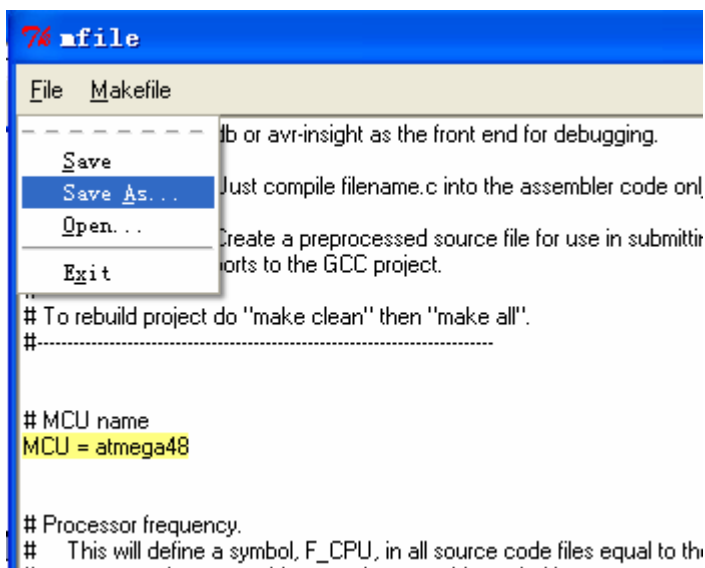 mfile
File Makefile
db or avr-insight as the front end for debugging.
Save
Save As... Just compile filename.c into the assembler code onl
Open... Create a preprocessed source file for use in submittin
Exit orts to the GCC project.
#
# To rebuild project do "make clean" then "make all".
#----------------------------------------------------------------------------
# MCU name
MCU = atmega48
# Processor frequency.
# This will define a symbol, F_CPU, in all source code files equal to the